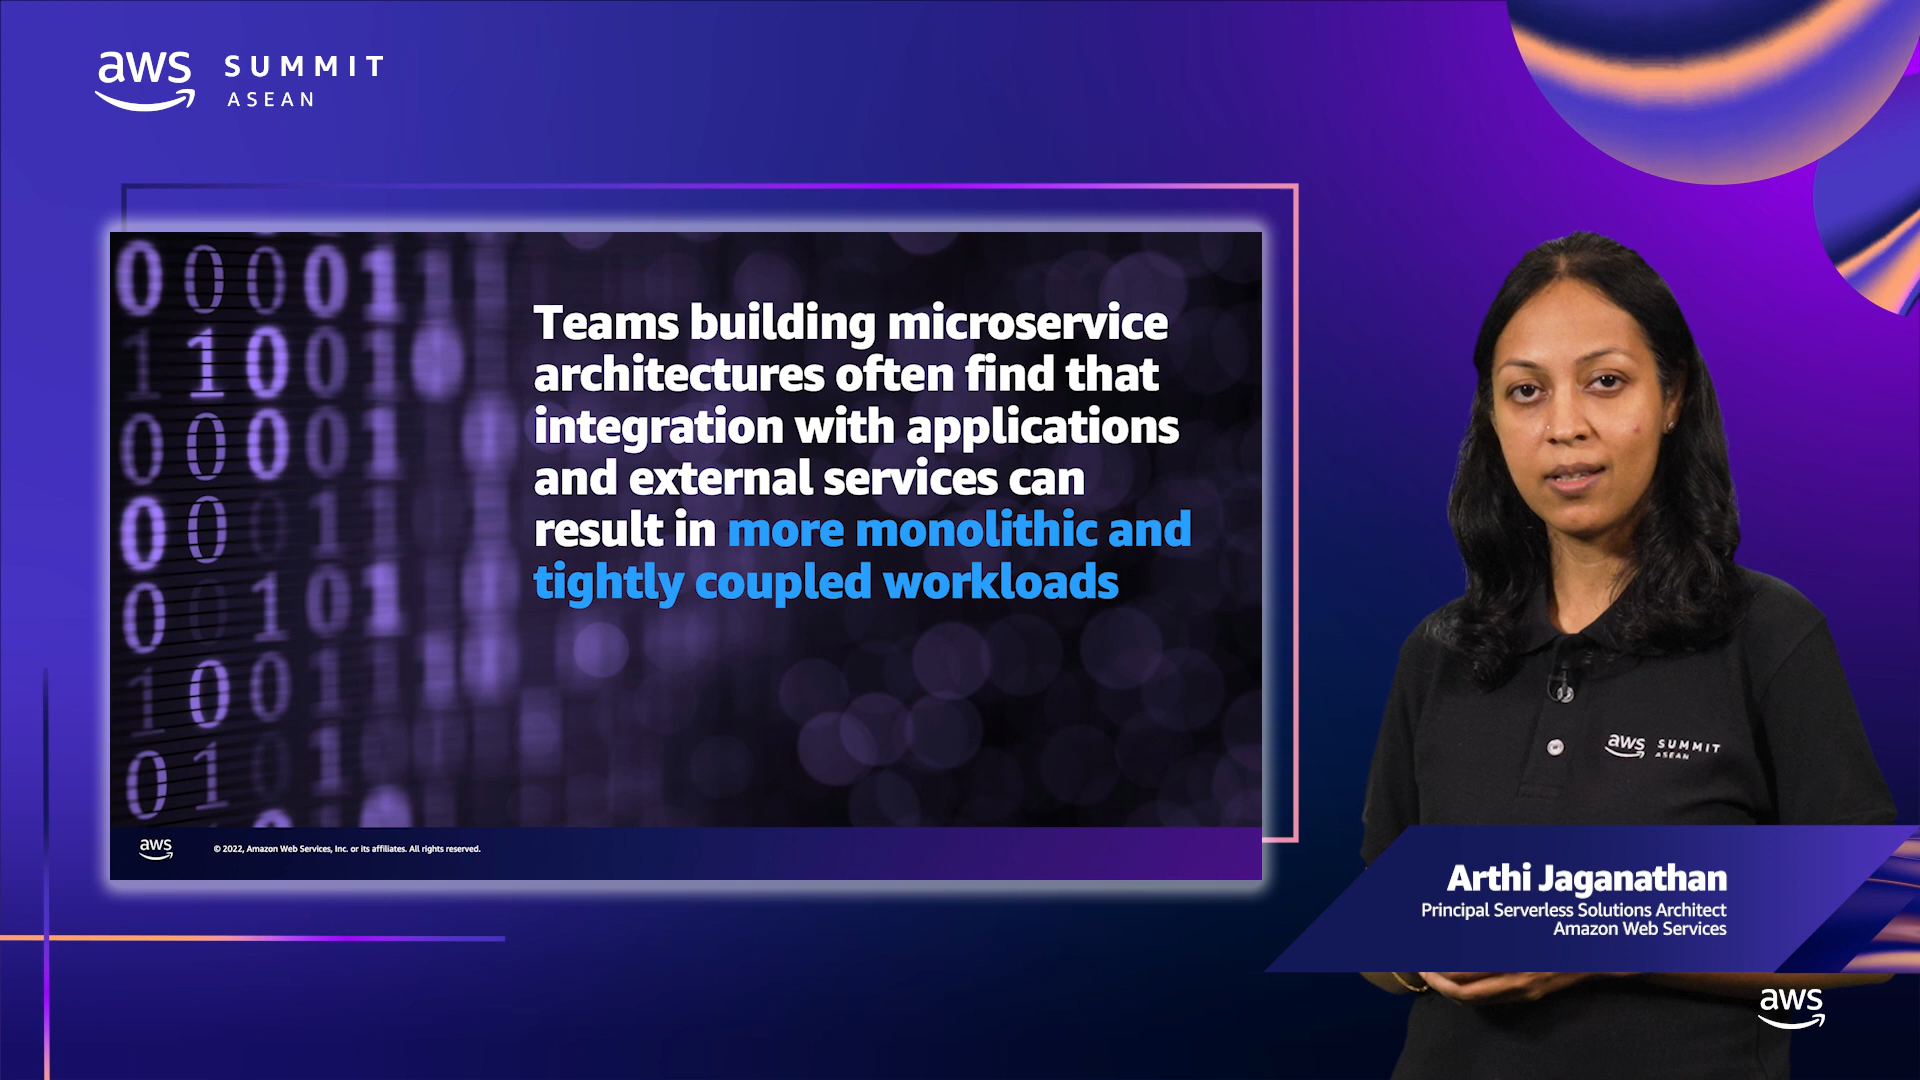 aws SUMMIT
ASEAN
Teams building microservice
architectures often find that
integration with applications
and external services can
result in more monolithic and
tightly coupled workloads
aws
© 2022, Amazon Web Services, Inc. or its affiliates. All rights reserved.
aws SUMMIT
ASEAN
Arthi Jaganathan
Principal Serverless Solutions Architect
Amazon Web Services
aws